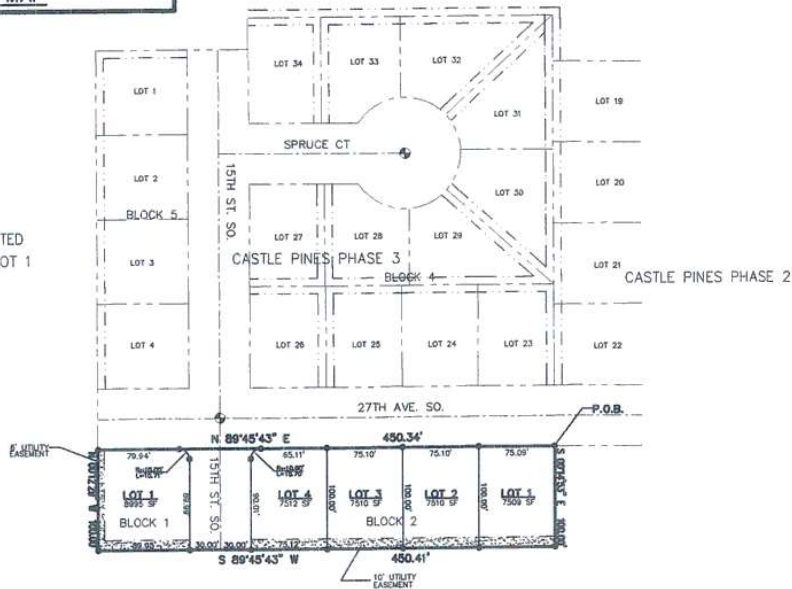 MAP
LOT 34
LOT 33
LOT 32
LOT 1
LOT 31
LOT 19
SPRUCE CT
15TH ST. SO.
LOT 2
LOT 30
LOT 20
BLOCK 5
TED
OT 1
LOT 27
LOT 28
LOT 29
LOT 3
CASTLE PINES PHASE 3
BLOCK 4
LOT 21
CASTLE PINES PHASE 2
LOT 4
LOT 26
LOT 25
LOT 24
LOT 23
LOT 22
27TH AVE. SO.
P.O.B.
N 89°45'43" E
450.34'
UTILITY
EASEMENT
79.94'
65.11'
75.10'
75.10'
75.09'
15TH ST. SO.
LOT 1
8995 SF
LOT 4
7512 SF
LOT 3
7510 SF
LOT 2
7510 SF
LOT 1
7509 SF
90.01'
100.00'
100.00'
100.00'
BLOCK 1
BLOCK 2
30.00'
30.00'
75.12'
S 89°45'43" W
450.41'
10' UTILITY
EASEMENT